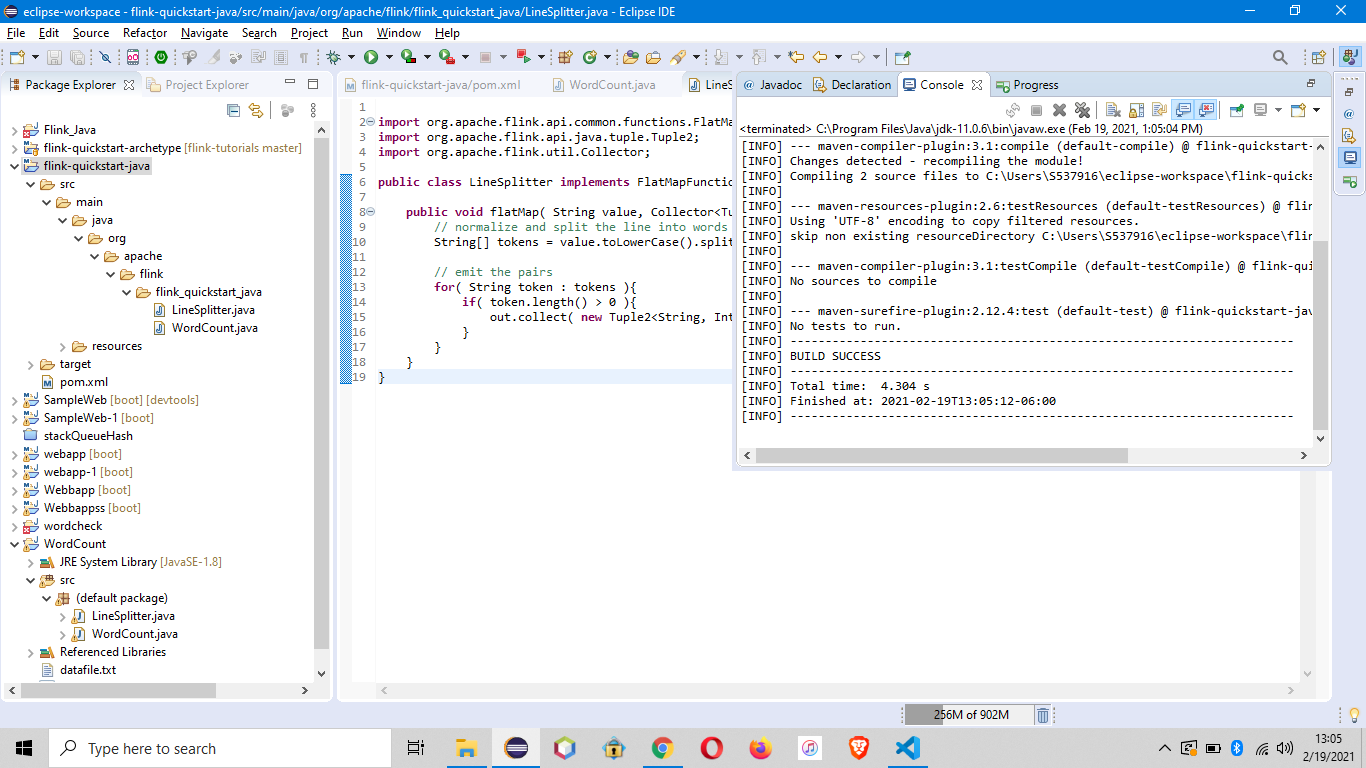 eclipse-workspace - flink-quickstart-java/src/main/java/org/apache/flink/flink_quickstart_java/LineSplitter.java - Eclipse IDE
File Edit Source Refactor Navigate Search Project Run Window Help
Package Explorer Project Explorer
flink-quickstart-java/pom.xml WordCount.java LineS
@ Javadoc Declaration Console Progress
Flink_Java
flink-quickstart-archetype [flink-tutorials master]
flink-quickstart-java
src
main
java
org
apache
flink
flink_quickstart_java
LineSplitter.java
WordCount.java
resources
target
pom.xml
SampleWeb [boot] [devtools]
SampleWeb-1 [boot]
stackQueueHash
webapp [boot]
webapp-1 [boot]
Webbapp [boot]
Webbappss [boot]
wordcheck
WordCount
JRE System Library [JavaSE-1.8]
src
(default package)
LineSplitter.java
WordCount.java
Referenced Libraries
datafile.txt
1
2 import org.apache.flink.api.common.functions.FlatMa
3 import org.apache.flink.api.java.tuple.Tuple2;
4 import org.apache.flink.util.Collector;
5
6 public class LineSplitter implements FlatMapFunctio
7
8 public void flatMap( String value, Collector<Tu
9 // normalize and split the line into words
10 String[] tokens = value.toLowerCase().split
11
12 // emit the pairs
13 for( String token : tokens ){
14 if( token.length() > 0 ){
15 out.collect( new Tuple2<String, Int
16 }
17 }
18 }
19 }
<terminated> C:\Program Files\Java\jdk-11.0.6\bin\javaw.exe (Feb 19, 2021, 1:05:04 PM)
[INFO] --- maven-compiler-plugin:3.1:compile (default-compile) @ flink-quickstart-
[INFO] Changes detected - recompiling the module!
[INFO] Compiling 2 source files to C:\Users\S537916\eclipse-workspace\flink-quicks
[INFO]
[INFO] --- maven-resources-plugin:2.6:testResources (default-testResources) @ flin
[INFO] Using 'UTF-8' encoding to copy filtered resources.
[INFO] skip non existing resourceDirectory C:\Users\S537916\eclipse-workspace\flin
[INFO]
[INFO] --- maven-compiler-plugin:3.1:testCompile (default-testCompile) @ flink-qui
[INFO] No sources to compile
[INFO]
[INFO] --- maven-surefire-plugin:2.12.4:test (default-test) @ flink-quickstart-jav
[INFO] No tests to run.
[INFO] ------------------------------------------------------------------------
[INFO] BUILD SUCCESS
[INFO] ------------------------------------------------------------------------
[INFO] Total time:  4.304 s
[INFO] Finished at: 2021-02-19T13:05:12-06:00
[INFO] ------------------------------------------------------------------------
256M of 902M
Type here to search
13:05
2/19/2021